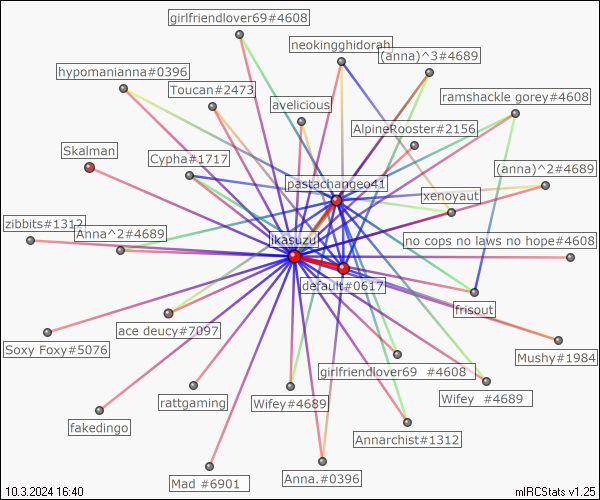 girlfriendlover69#4608
neokingghidorah
(anna)^3#4689
hypomanianna#0396
Toucan#2473
ramshackle gorey#4608
avelicious
AlpineRooster#2156
Skalman
Cypha#1717
(anna)^2#4689
pastachangeo41
xenoyaut
zibbits#1312
Anna^2#4689
ikasuzu
no cops no laws no hope#4608
default#0617
frisout
ace deucy#7097
Soxy Foxy#5076
Mushy#1984
girlfriendlover69 #4608
rattgaming
Wifey#4689
Wifey #4689
fakedingo
Annarchist#1312
Mad #6901
Anna.#0396
10.3.2024 16:40
mIRCStats v1.25